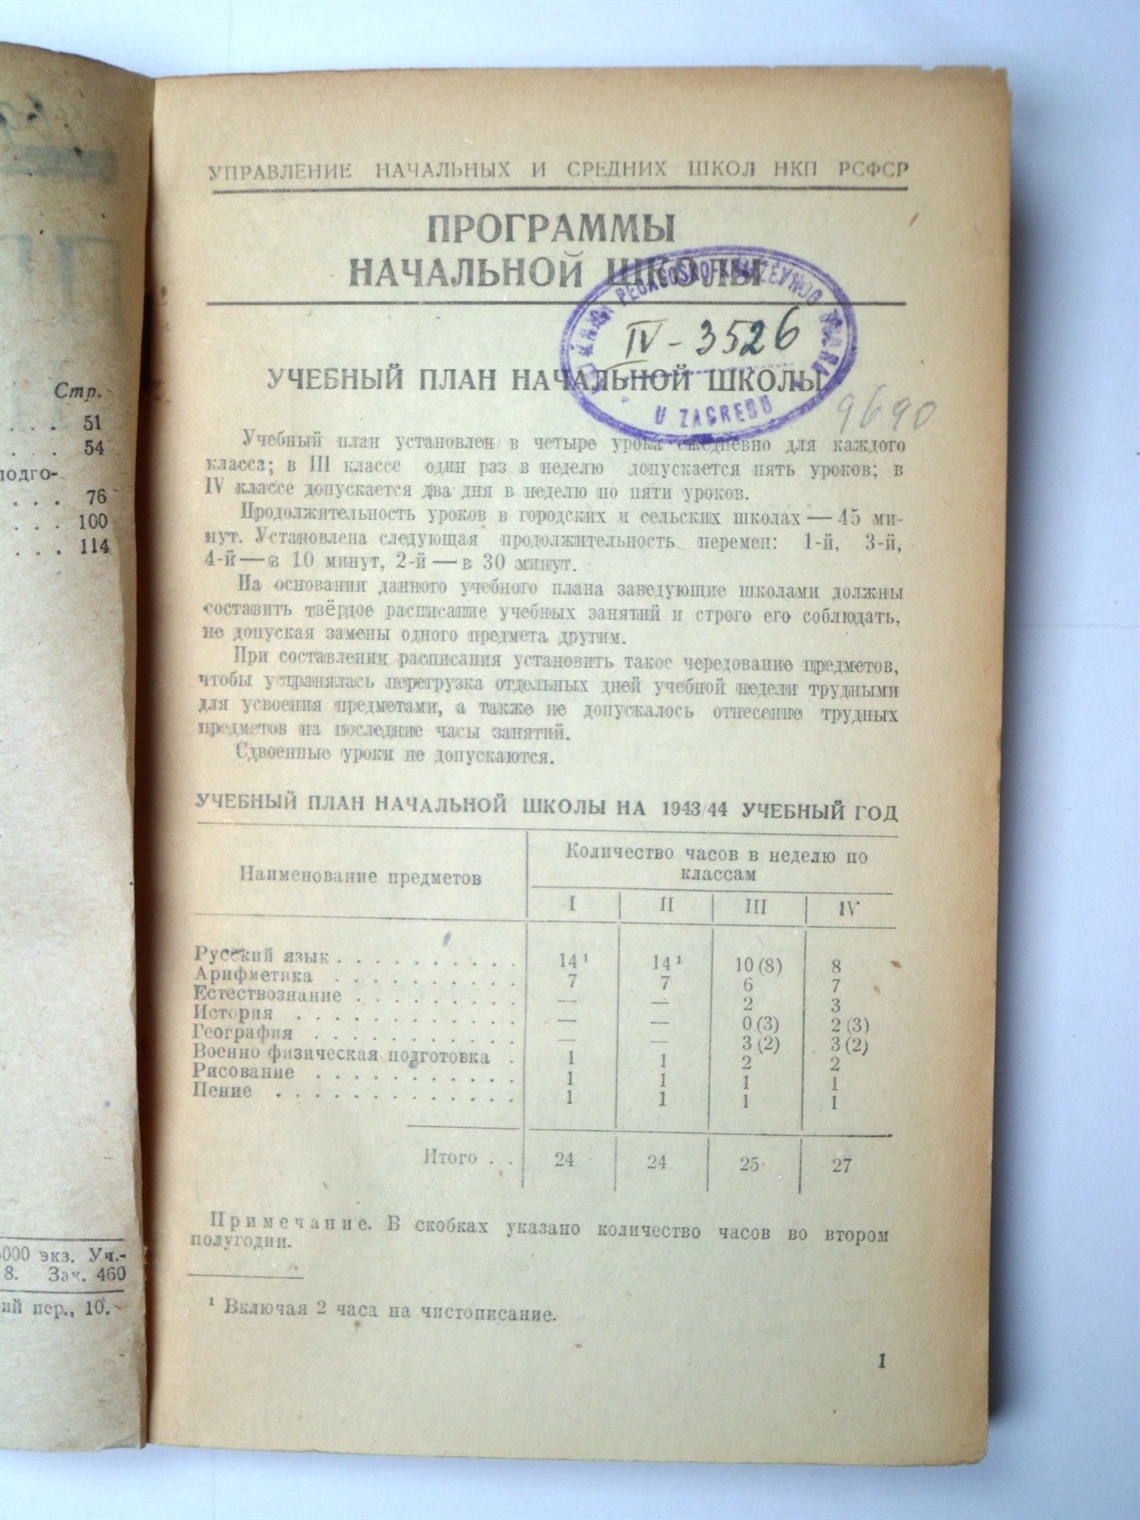 Стр.
. . . 51
. . . 54
подго-
. . . 76
. . . 100
. . . 114
000 экз. Уч.-
8. Зак. 460
ий пер., 10.
УПРАВЛЕНИЕ НАЧАЛЬНЫХ И СРЕДНИХ ШКОЛ НКП РСФСР
ПРОГРАММЫ
НАЧАЛЬНОЙ ШКОЛЫ
IV - 3526
U ZAGREBU
9690
УЧЕБНЫЙ ПЛАН НАЧАЛЬНОЙ ШКОЛЫ
Учебный план установлен в четыре урока ежедневно для каждого
класса; в III классе один раз в неделю допускается пять уроков; в
IV классе допускается два дня в неделю по пяти уроков.
Продолжительность уроков в городских и сельских школах — 45 ми-
нут. Установлена следующая продолжительность перемен: 1-й, 3-й,
4-й — в 10 минут, 2-й — в 30 минут.
На основании данного учебного плана заведующие школами должны
составить твёрдое расписание учебных занятий и строго его соблюдать,
не допуская замены одного предмета другим.
При составлении расписания установить такое чередование предметов,
чтобы устранялась перегрузка отдельных дней учебной недели трудными
для усвоения предметами, а также не допускалось отнесение трудных
предметов на последние часы занятий.
Сдвоенные уроки не допускаются.
УЧЕБНЫЙ ПЛАН НАЧАЛЬНОЙ ШКОЛЫ НА 1943/44 УЧЕБНЫЙ ГОД
Наименование предметов
Количество часов в неделю по
классам
I II III IV
Русский язык . . . . . . . . . . 14¹ 14¹ 10 (8) 8
Арифметика . . . . . . . . . . 7 7 6 7
Естествознание . . . . . . . . . — — 2 3
История . . . . . . . . . . . . — — 0 (3) 2 (3)
География . . . . . . . . . . . — — 3 (2) 3 (2)
Военно физическая подготовка . 1 1 2 2
Рисование . . . . . . . . . . . 1 1 1 1
Пение . . . . . . . . . . . . . 1 1 1 1
Итого . . 24 24 25 27
Примечание. В скобках указано количество часов во втором
полугодии.
¹ Включая 2 часа на чистописание.
1